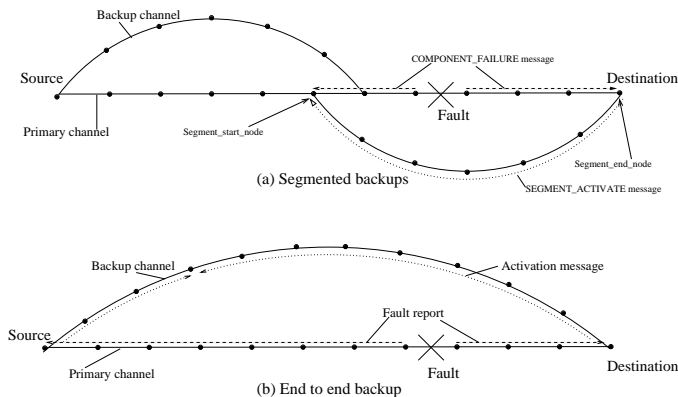 Backup channel
Source
COMPONENT_FAILURE message
Destination
Fault
Primary channel
Segment_start_node
Segment_end_node
(a) Segmented backups
SEGMENT_ACTIVATE message
Backup channel
Activation message
Source
Fault report
Primary channel
Fault
Destination
(b) End to end backup